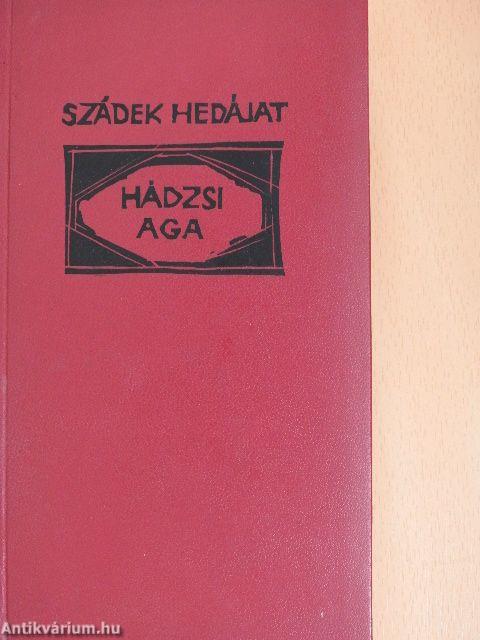 SZÁDEK HEDÁJAT
HÁDZSI
AGA
Antikvárium.hu